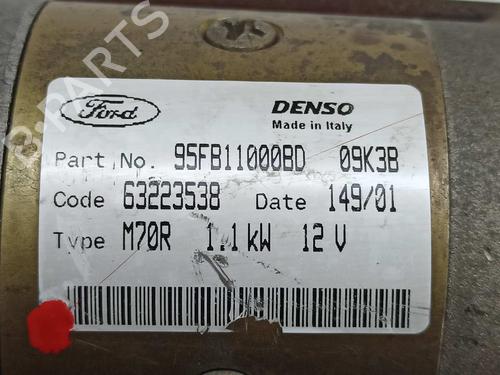 B-PARTS
Ford
DENSO
Made in Italy
Part No. 95FB11000BD 09K3B
Code 63223538 Date 149/01
Type M70R 1.1kW 12V